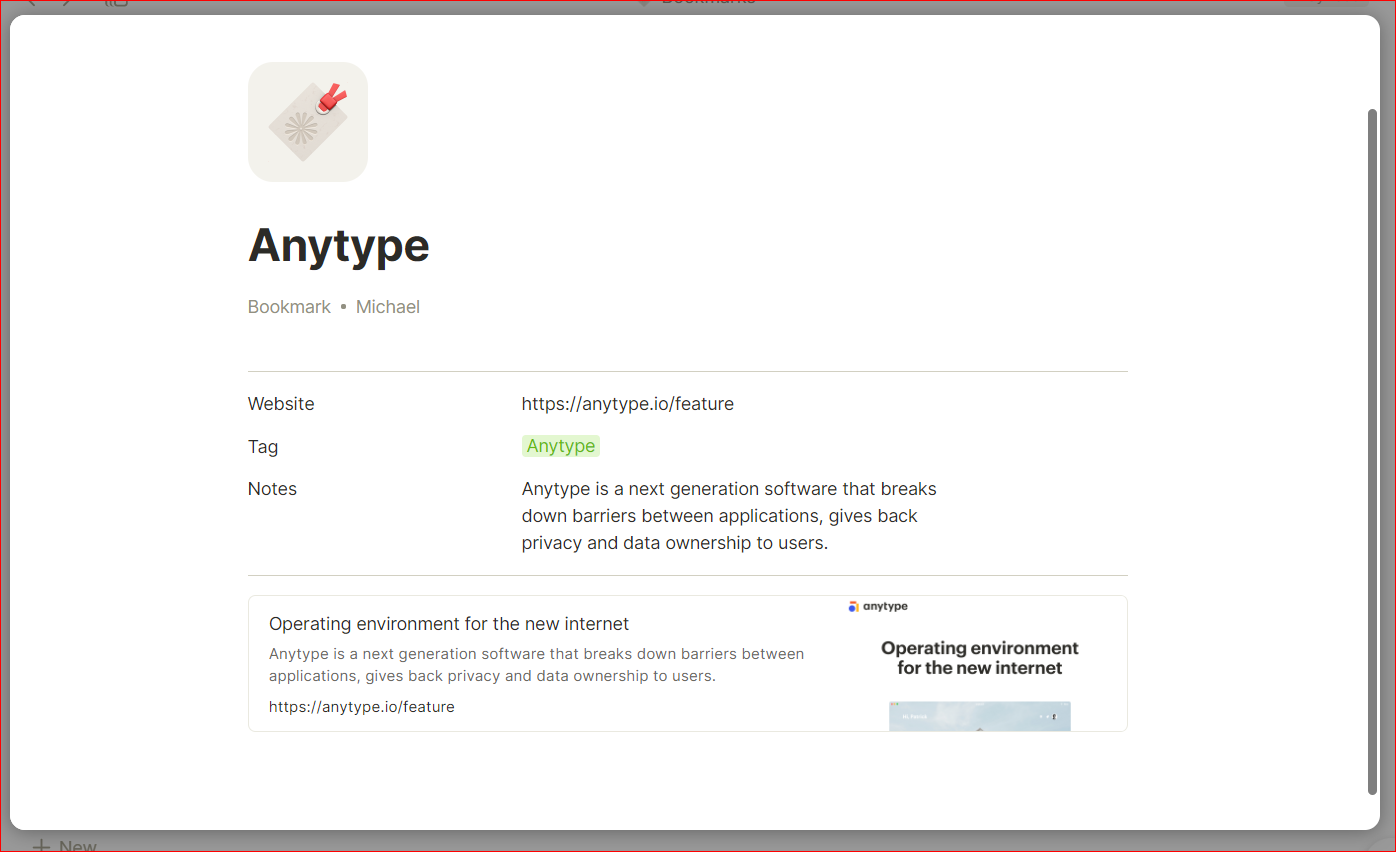 Anytype
Bookmark • Michael
Website
https://anytype.io/feature
Tag
Anytype
Notes
Anytype is a next generation software that breaks
down barriers between applications, gives back
privacy and data ownership to users.
Operating environment for the new internet
Anytype is a next generation software that breaks down barriers between
applications, gives back privacy and data ownership to users.
https://anytype.io/feature
anytype
Operating environment
for the new internet
New